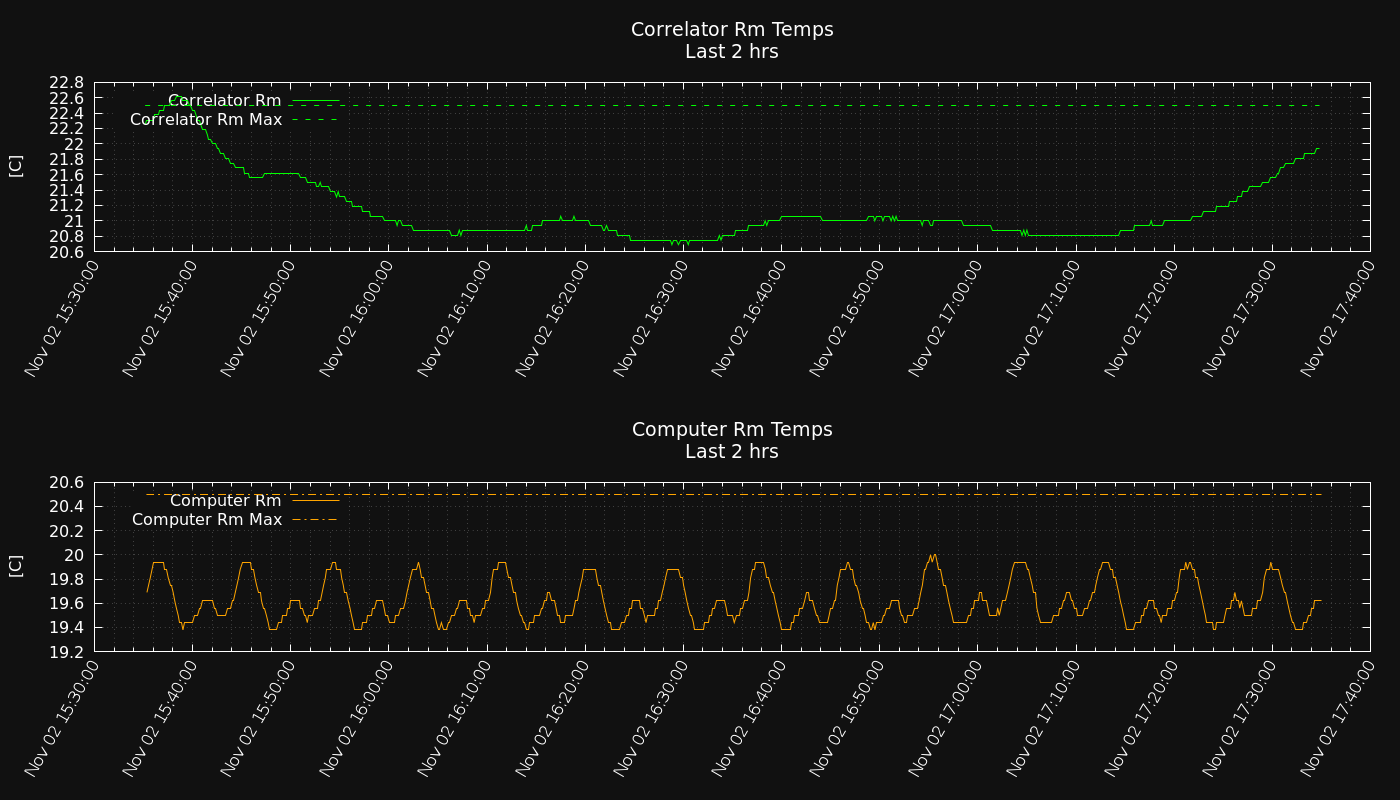 Correlator Rm Temps
Last 2 hrs
[C]
22.8
22.6
22.4
22.2
22
21.8
21.6
21.4
21.2
21
20.8
20.6
Correlator Rm
Correlator Rm Max
Nov 02 15:30:00
Nov 02 15:40:00
Nov 02 15:50:00
Nov 02 16:00:00
Nov 02 16:10:00
Nov 02 16:20:00
Nov 02 16:30:00
Nov 02 16:40:00
Nov 02 16:50:00
Nov 02 17:00:00
Nov 02 17:10:00
Nov 02 17:20:00
Nov 02 17:30:00
Nov 02 17:40:00
Computer Rm Temps
Last 2 hrs
[C]
20.6
20.4
20.2
20
19.8
19.6
19.4
19.2
Computer Rm
Computer Rm Max
Nov 02 15:30:00
Nov 02 15:40:00
Nov 02 15:50:00
Nov 02 16:00:00
Nov 02 16:10:00
Nov 02 16:20:00
Nov 02 16:30:00
Nov 02 16:40:00
Nov 02 16:50:00
Nov 02 17:00:00
Nov 02 17:10:00
Nov 02 17:20:00
Nov 02 17:30:00
Nov 02 17:40:00